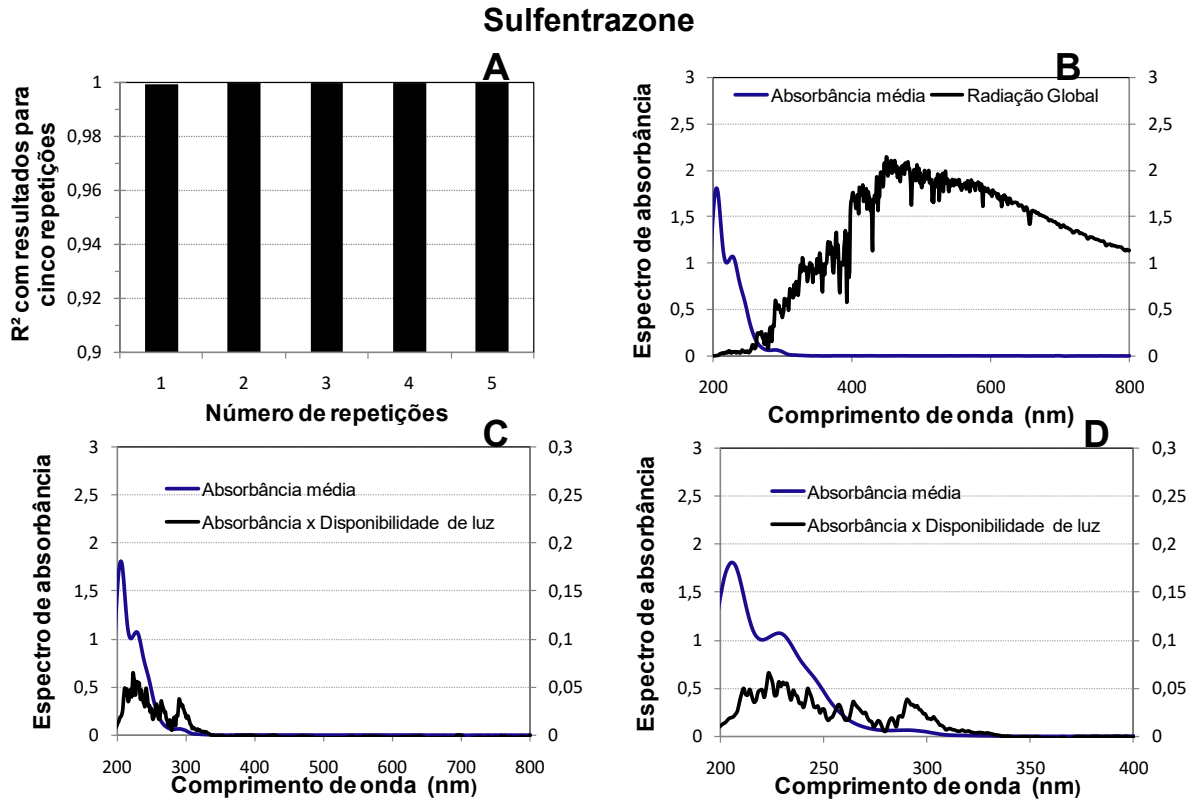 Sulfentrazone
A
R² com resultados para
cinco repetições
1
0,98
0,96
0,94
0,92
0,9
1 2 3 4 5
Número de repetições
B
Espectro de absorbância
3
2,5
2
1,5
1
0,5
0
Absorbância média
Radiação Global
3
2,5
2
1,5
1
0,5
0
200 400 600 800
Comprimento de onda (nm)
C
Espectro de absorbância
3
2,5
2
1,5
1
0,5
0
Absorbância média
Absorbância x Disponibilidade de luz
0,3
0,25
0,2
0,15
0,1
0,05
0
200 300 400 500 600 700 800
Comprimento de onda (nm)
D
Espectro de absorbância
3
2,5
2
1,5
1
0,5
0
Absorbância média
Absorbância x Disponibilidade de luz
0,3
0,25
0,2
0,15
0,1
0,05
0
200 250 300 350 400
Comprimento de onda (nm)